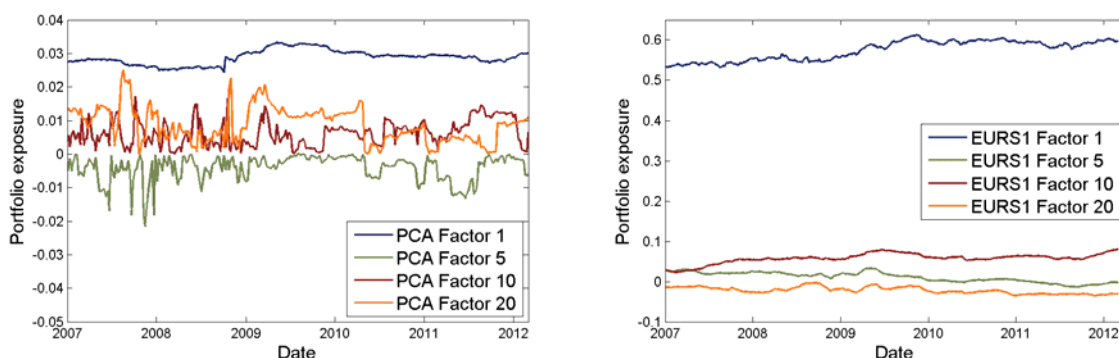 0.04
0.03
0.02
0.01
0
-0.01
-0.02
-0.03
-0.04
-0.05
Portfolio exposure
PCA Factor 1
PCA Factor 5
PCA Factor 10
PCA Factor 20
2007 2008 2009 2010 2011 2012
Date
0.6
0.5
0.4
0.3
0.2
0.1
0
-0.1
Portfolio exposure
EURS1 Factor 1
EURS1 Factor 5
EURS1 Factor 10
EURS1 Factor 20
2007 2008 2009 2010 2011 2012
Date